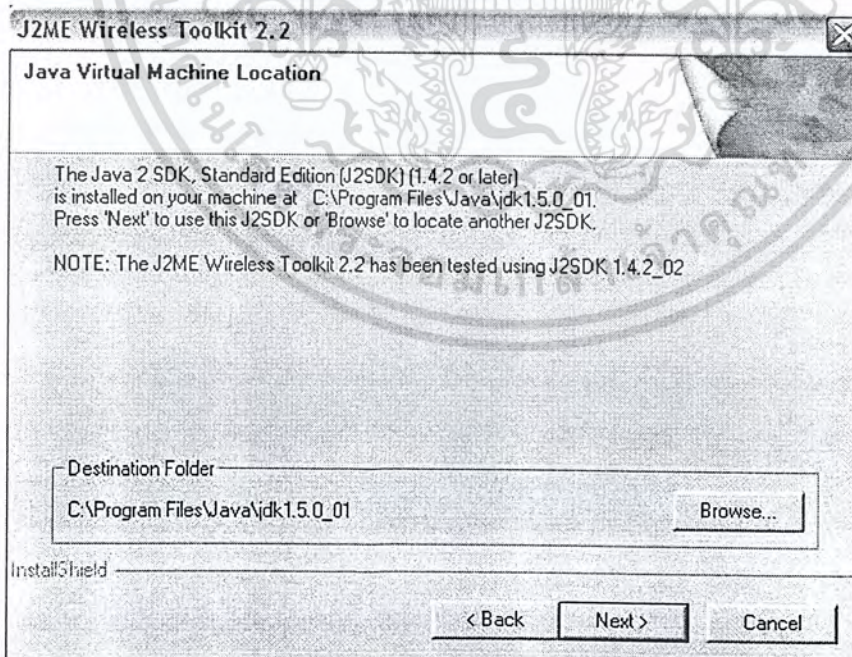 J2ME Wireless Toolkit 2.2
Java Virtual Machine Location
The Java 2 SDK, Standard Edition (J2SDK) (1.4.2 or later)
is installed on your machine at C:\Program Files\Java\jdk1.5.0_01.
Press 'Next' to use this J2SDK or 'Browse' to locate another J2SDK.
NOTE: The J2ME Wireless Toolkit 2.2 has been tested using J2SDK 1.4.2_02
Destination Folder
C:\Program Files\Java\jdk1.5.0_01
Browse...
InstallShield
< Back
Next >
Cancel